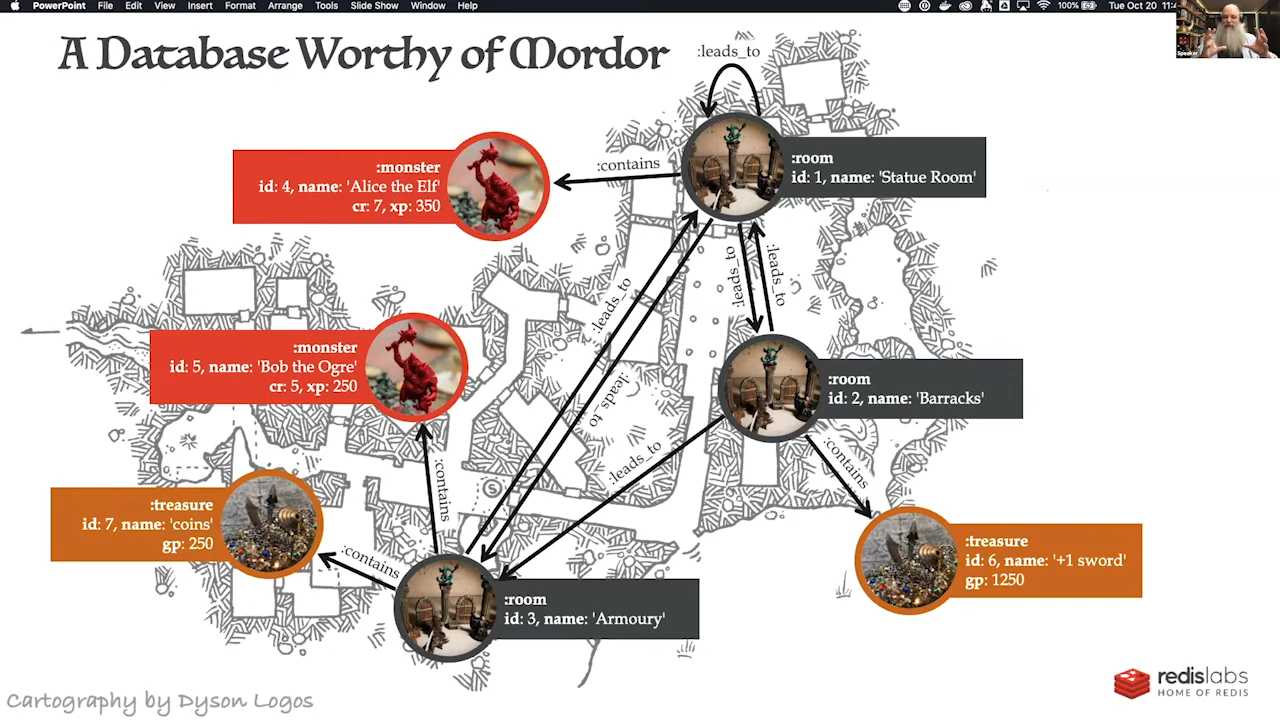 PowerPoint File Edit View Insert Format Arrange Tools Slide Show Window Help
100% Tue Oct 20
A Database Worthy of Mordor
:leads_to
:monster
id: 4, name: 'Alice the Elf'
cr: 7, xp: 350
:contains
:room
id: 1, name: 'Statue Room'
:leads_to
:leads_to
:leads_to
:leads_to
:monster
id: 5, name: 'Bob the Ogre'
cr: 5, xp: 250
:room
id: 2, name: 'Barracks'
:leads_to
:contains
:contains
S
:treasure
id: 7, name: 'coins'
gp: 250
:contains
:treasure
id: 6, name: '+1 sword'
gp: 1250
:room
id: 3, name: 'Armoury'
redislabs
HOME OF REDIS
Cartography by Dyson Logos
Speaker